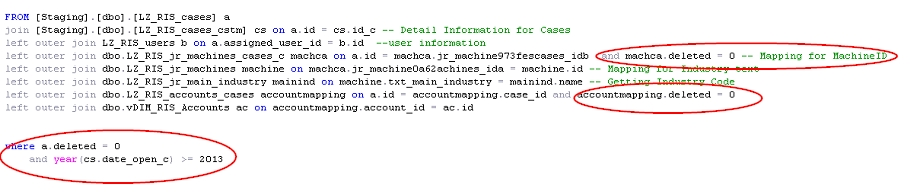 FROM [Staging].[dbo].[LZ_RIS_cases] a
join [Staging].[dbo].[LZ_RIS_cases_cstm] cs on a.id = cs.id_c -- Detail Information for Cases
left outer join LZ_RIS_users b on a.assigned_user_id = b.id --user information
left outer join dbo.LZ_RIS_jr_machines_cases_c machca on a.id = machca.jr_machine973fescases_idb and machca.deleted = 0 -- Mapping for MachineID
left outer join dbo.LZ_RIS_jr_machines machine on machca.jr_machine0a62achines_ida = machine.id -- Mapping for Industry text
left outer join dbo.LZ_RIS_jr_main_industry mainind on machine.txt_main_industry = mainind.name -- Getting Industry Code
left outer join dbo.LZ_RIS_accounts_cases accountmapping on a.id = accountmapping.case_id and accountmapping.deleted = 0
left outer join dbo.vDIM_RIS_Accounts ac on accountmapping.account_id = ac.id
where a.deleted = 0
and year(cs.date_open_c) >= 2013